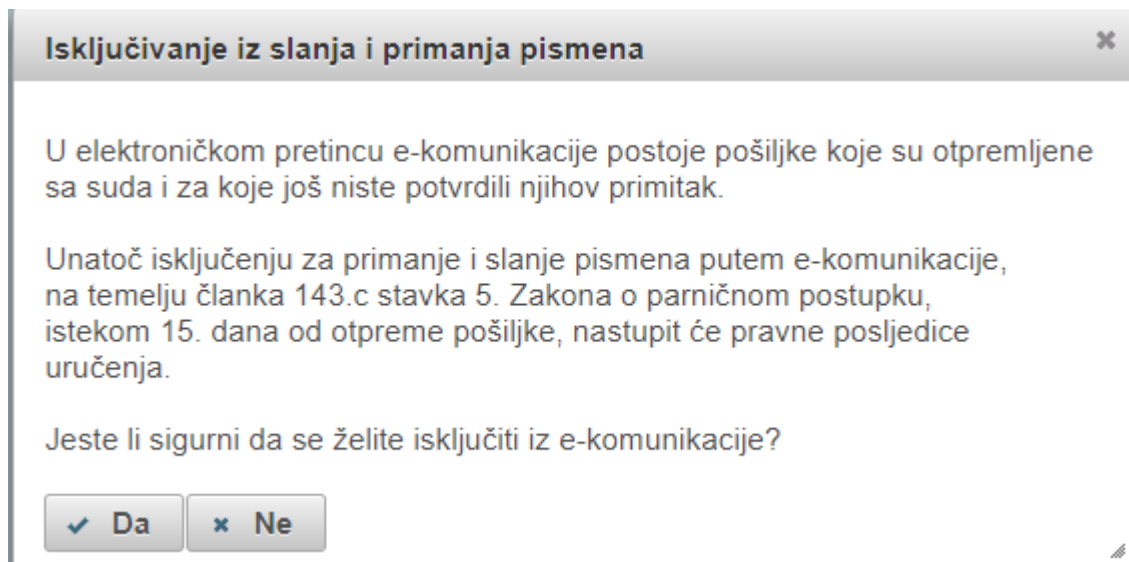 Isključivanje iz slanja i primanja pismena
U elektroničkom pretincu e-komunikacije postoje pošiljke koje su otpremljene
sa suda i za koje još niste potvrdili njihov primitak.
Unatoč isključenju za primanje i slanje pismena putem e-komunikacije,
na temelju članka 143.c stavka 5. Zakona o parničnom postupku,
istekom 15. dana od otpreme pošiljke, nastupit će pravne posljedice
uručenja.
Jeste li sigurni da se želite isključiti iz e-komunikacije?
Da Ne